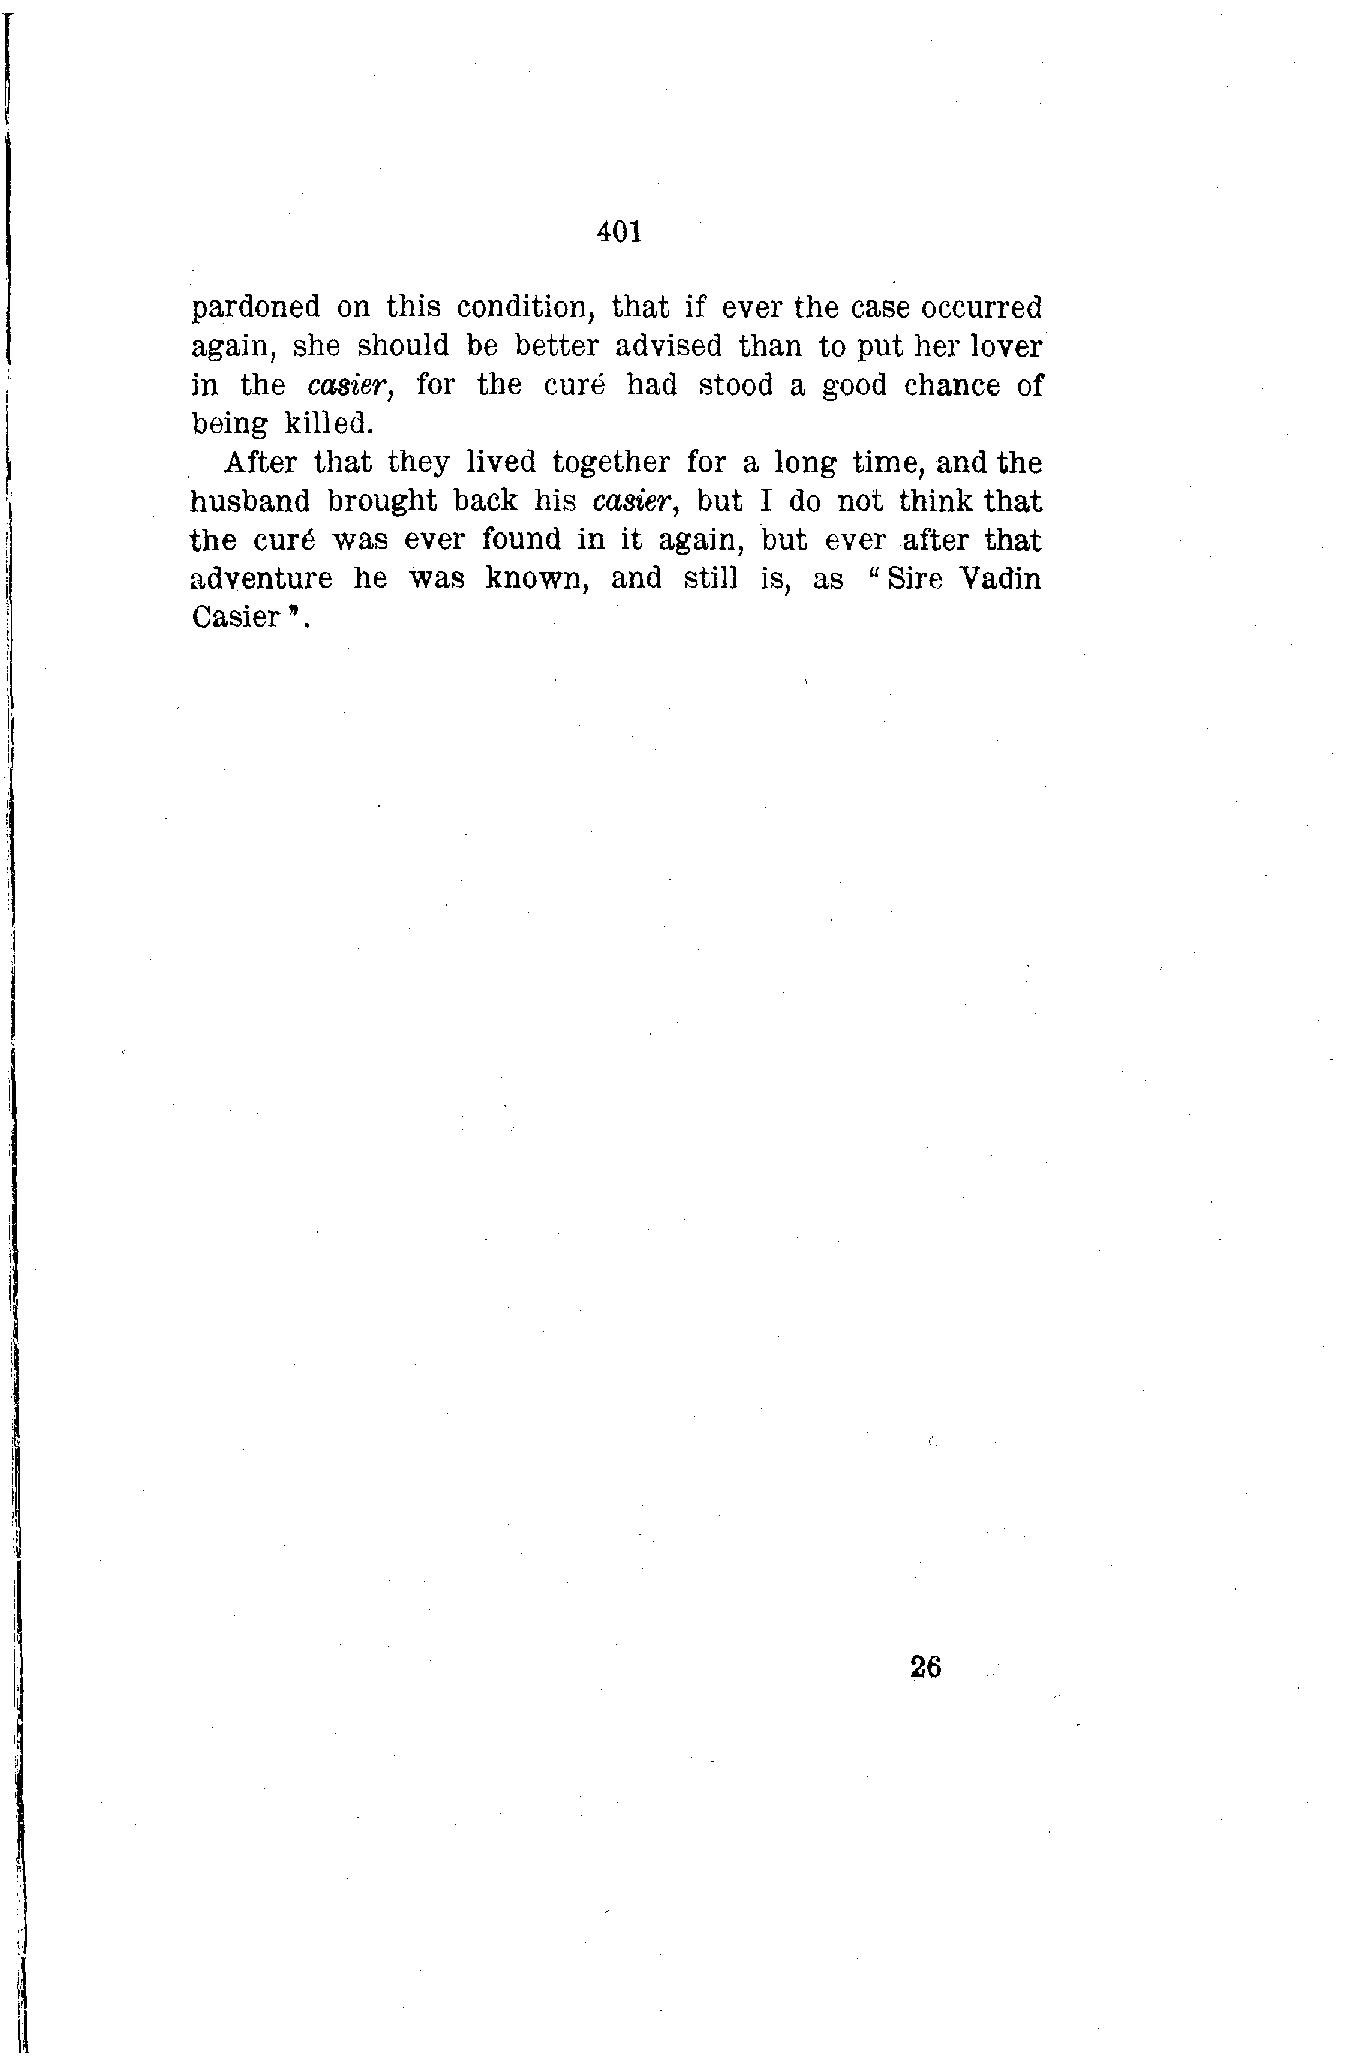 401
pardoned on this condition, that if ever the case occurred
again, she should be better advised than to put her lover
in the casier, for the curé had stood a good chance of
being killed.
After that they lived together for a long time, and the
husband brought back his casier, but I do not think that
the curé was ever found in it again, but ever after that
adventure he was known, and still is, as “Sire Vadin
Casier”.
26